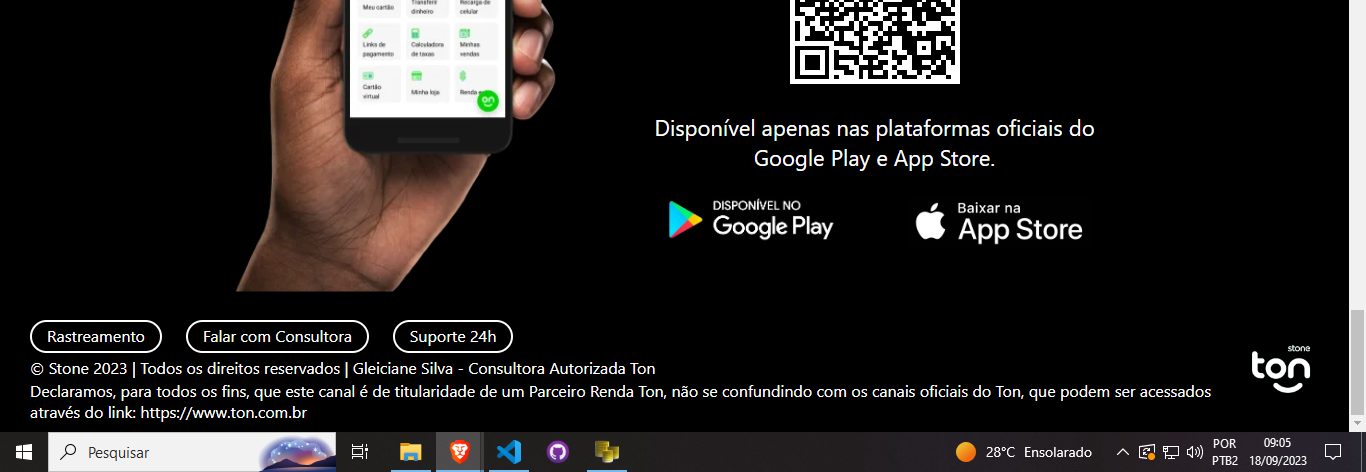 Meu cartão
Transferir
dinheiro
Recarga de
celular
Links de
pagamento
Calculadora
de taxas
Minhas
vendas
Cartão
virtual
Minha loja
Renda
ton
Disponível apenas nas plataformas oficiais do
Google Play e App Store.
DISPONÍVEL NO
Google Play
Baixar na
App Store
Rastreamento
Falar com Consultora
Suporte 24h
© Stone 2023 | Todos os direitos reservados | Gleiciane Silva - Consultora Autorizada Ton
Declaramos, para todos os fins, que este canal é de titularidade de um Parceiro Renda Ton, não se confundindo com os canais oficiais do Ton, que podem ser acessados
através do link: https://www.ton.com.br
stone
ton
Pesquisar
28°C Ensolarado
POR
PTB2
09:05
18/09/2023